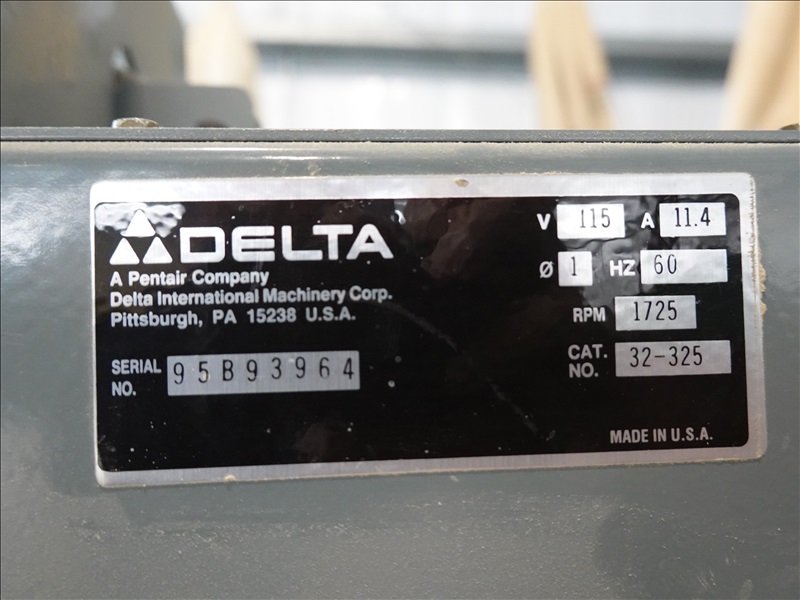 DELTA
A Pentair Company
Delta International Machinery Corp.
Pittsburgh, PA 15238 U.S.A.
SERIAL NO. 95B93964
V 115 A 11.4
Ø 1 HZ 60
RPM 1725
CAT. NO. 32-325
MADE IN U.S.A.